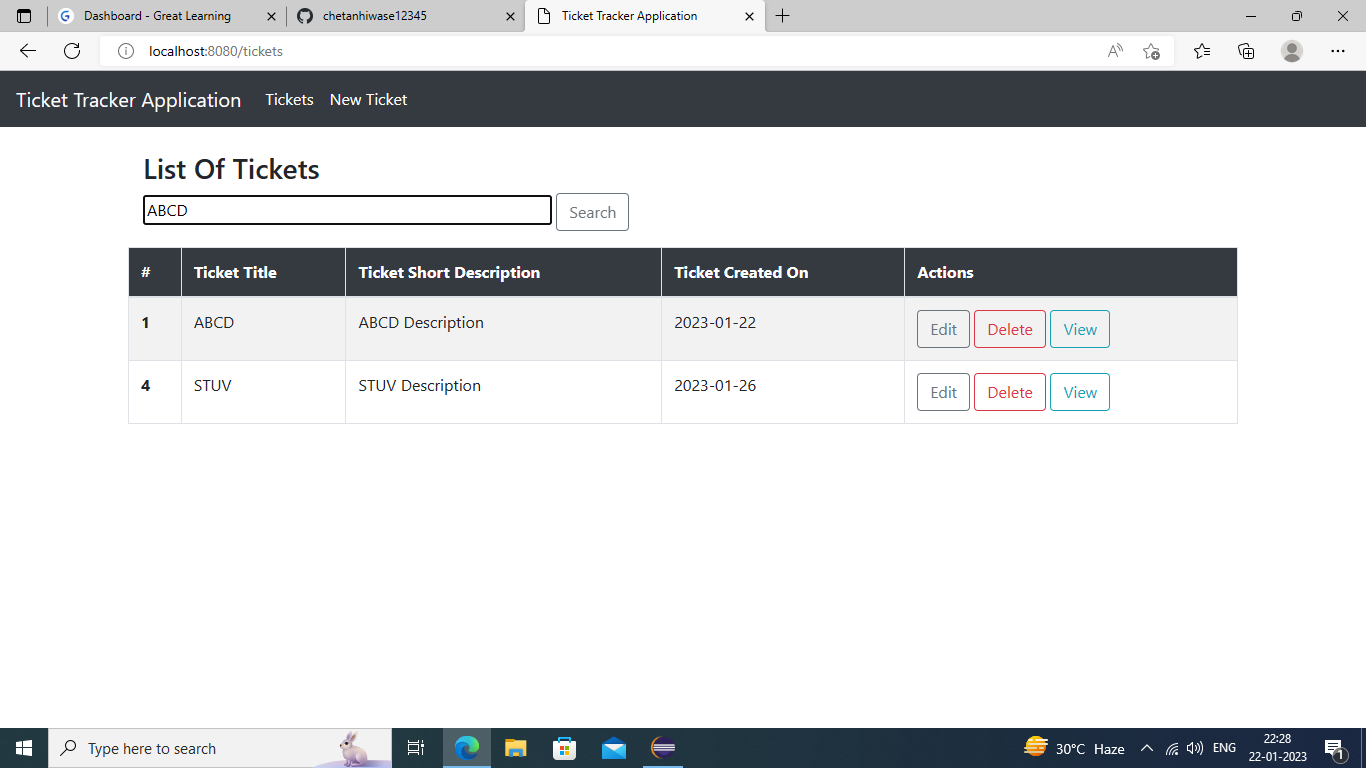 Dashboard - Great Learning chetanhiwase12345 Ticket Tracker Application
localhost:8080/tickets
Ticket Tracker Application Tickets New Ticket
List Of Tickets
ABCD Search
# Ticket Title Ticket Short Description Ticket Created On Actions
1 ABCD ABCD Description 2023-01-22 Edit Delete View
4 STUV STUV Description 2023-01-26 Edit Delete View
Type here to search 30°C Haze ENG 22:28
22-01-2023 1